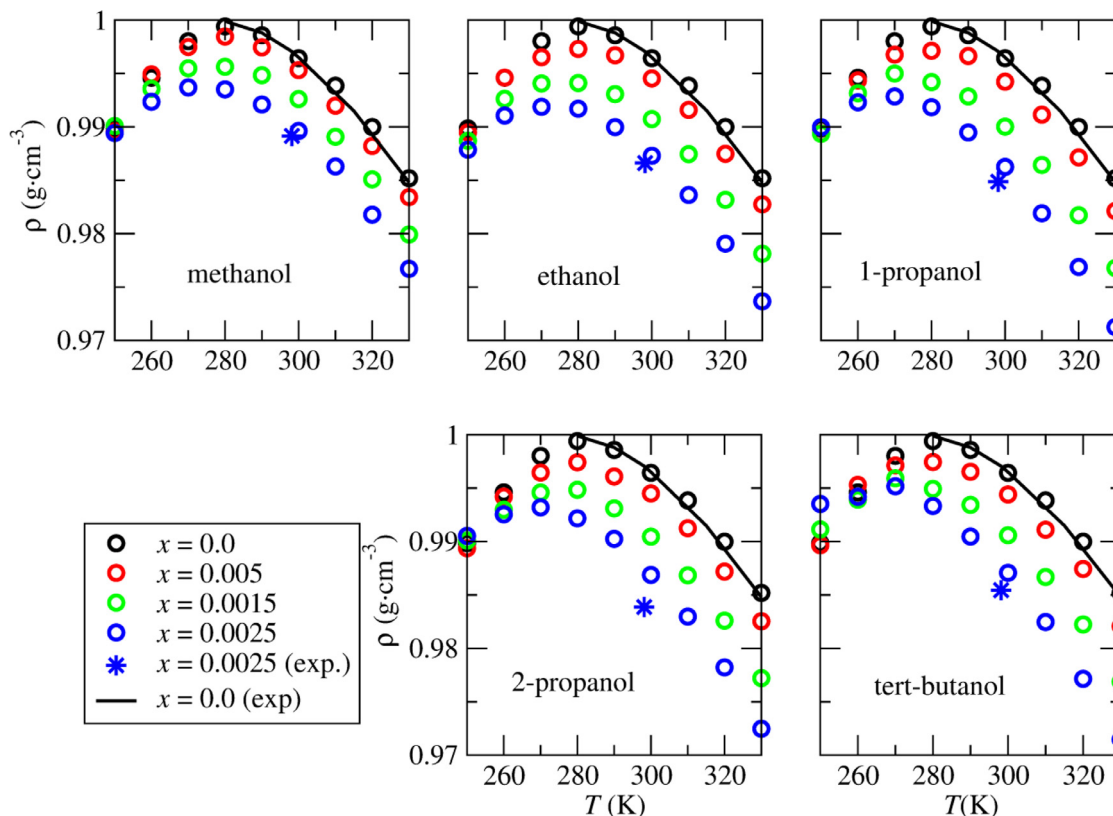 1
0.99
0.98
0.97
ρ (g·cm⁻³)
methanol
260 280 300 320
ethanol
260 280 300 320
1-propanol
260 280 300 320
x = 0.0
x = 0.005
x = 0.0015
x = 0.0025
x = 0.0025 (exp.)
x = 0.0 (exp)
1
0.99
0.98
0.97
ρ (g·cm⁻³)
2-propanol
260 280 300 320
T (K)
tert-butanol
260 280 300 320
T(K)